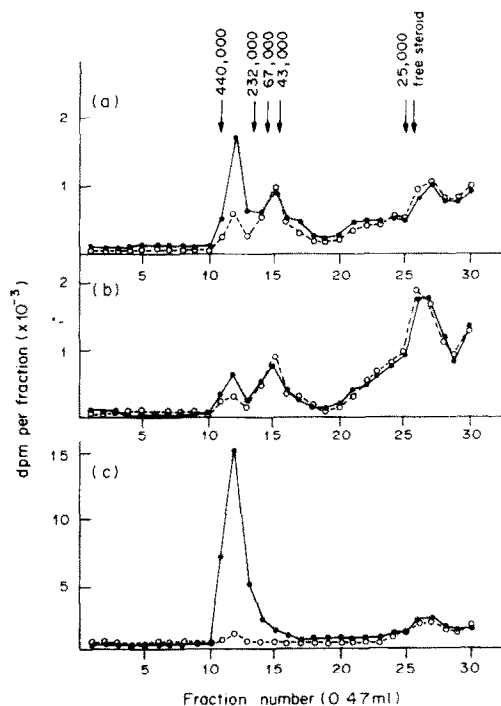 440,000
232,000
67,000
43,000
25,000
free steroid
(a)
2
1
5 10 15 20 25 30
(b)
2
1
5 10 15 20 25 30
(c)
15
10
5
5 10 15 20 25 30
dpm per fraction (x10⁻³)
Fraction number (0 47ml)